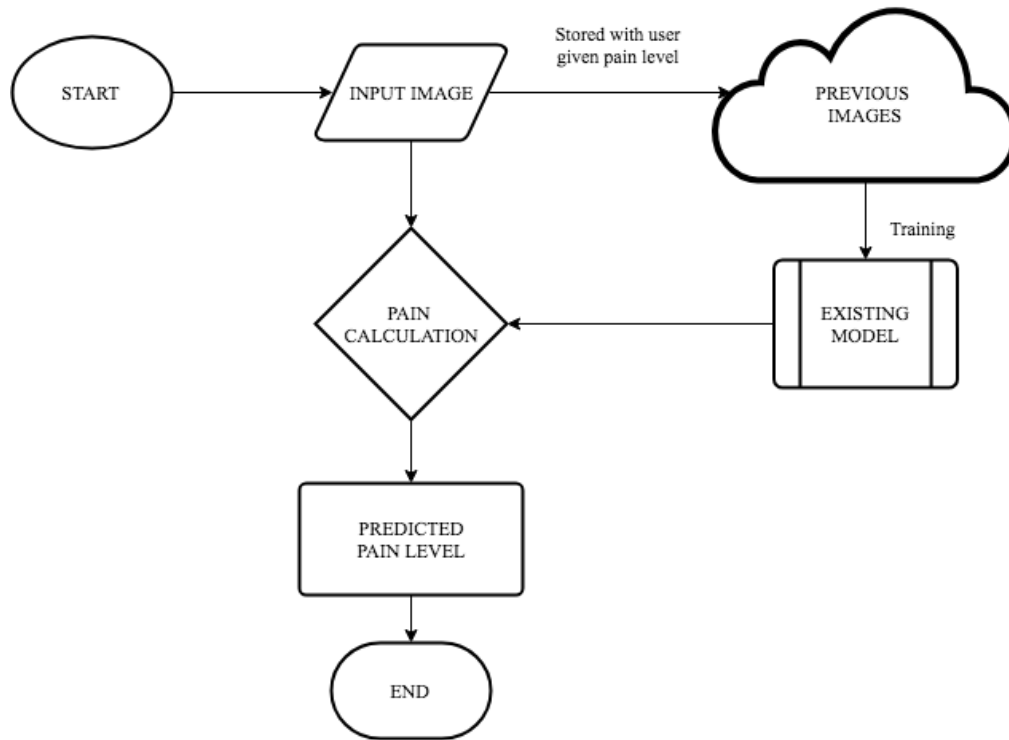 START
INPUT IMAGE
Stored with user
given pain level
PREVIOUS
IMAGES
Training
EXISTING
MODEL
PAIN
CALCULATION
PREDICTED
PAIN LEVEL
END